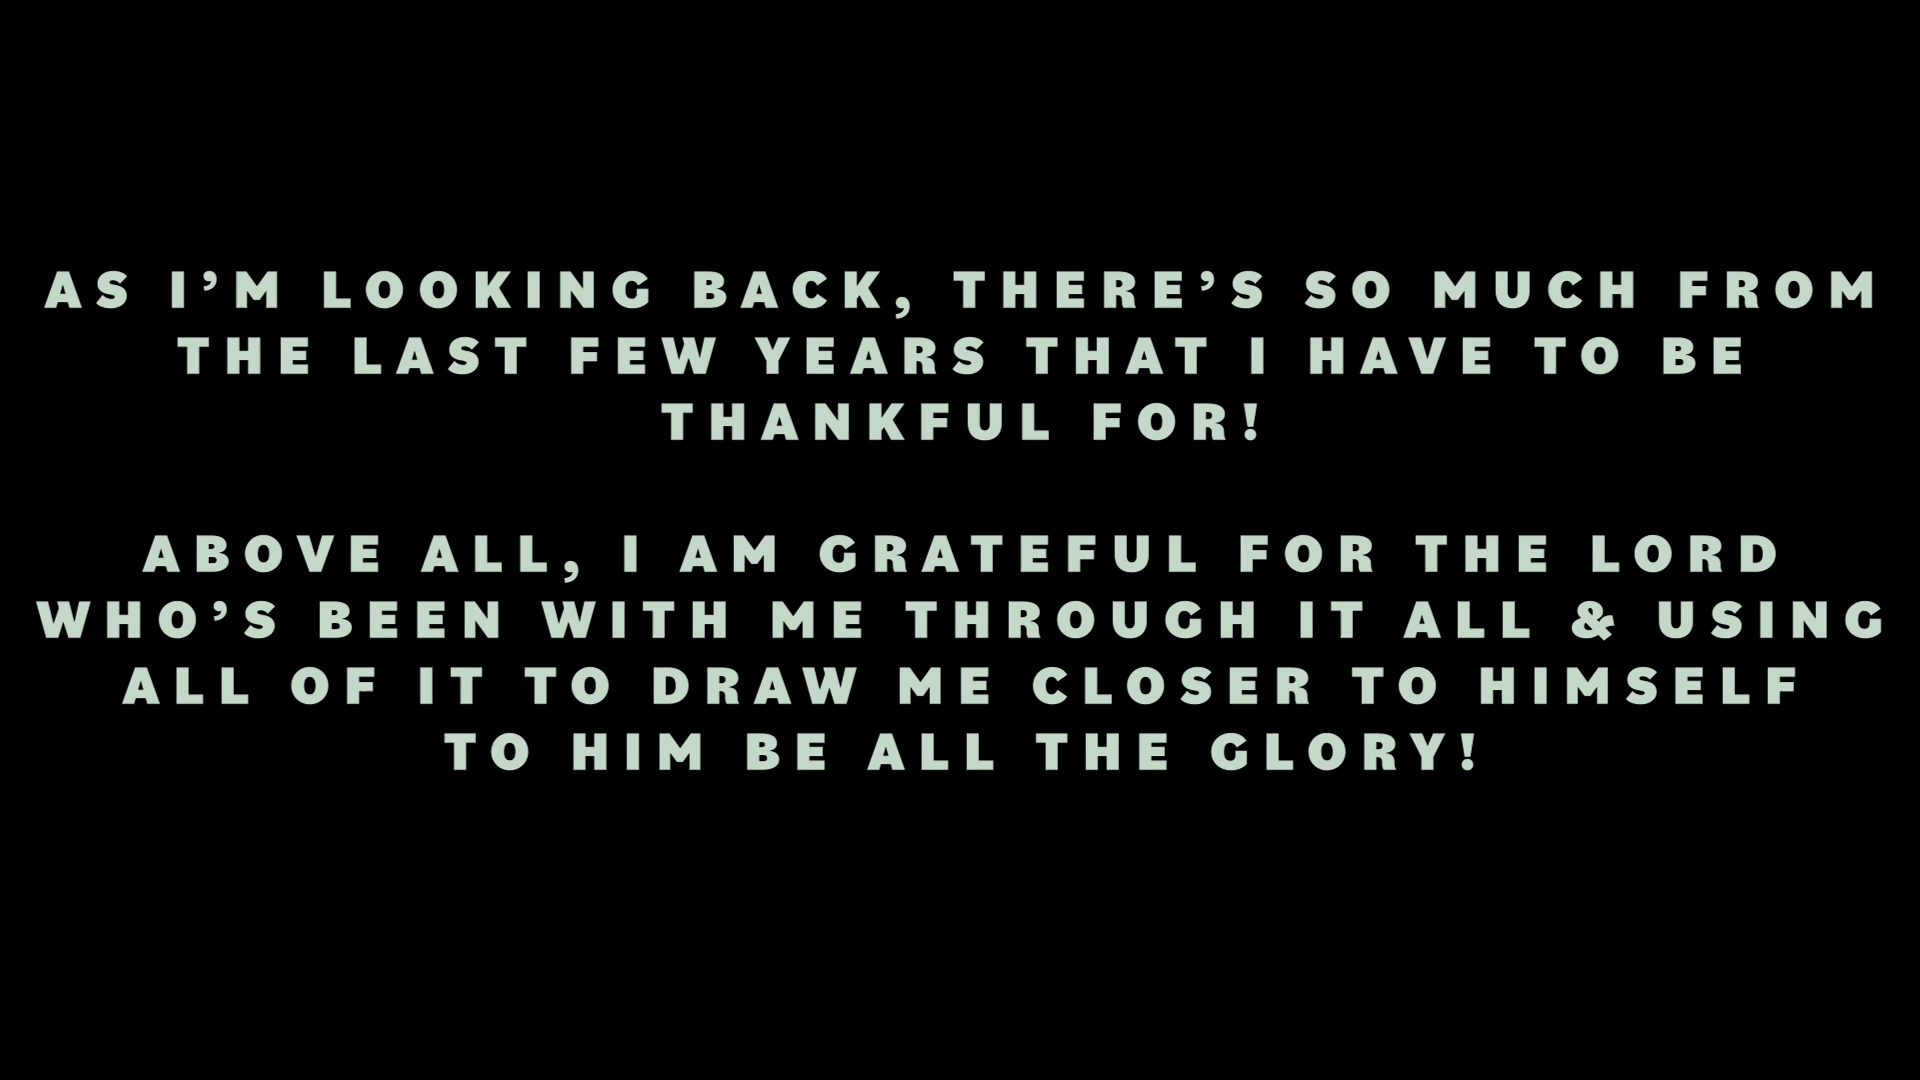 AS I’M LOOKING BACK, THERE’S SO MUCH FROM
THE LAST FEW YEARS THAT I HAVE TO BE
THANKFUL FOR!
ABOVE ALL, I AM GRATEFUL FOR THE LORD
WHO’S BEEN WITH ME THROUGH IT ALL & USING
ALL OF IT TO DRAW ME CLOSER TO HIMSELF
TO HIM BE ALL THE GLORY!